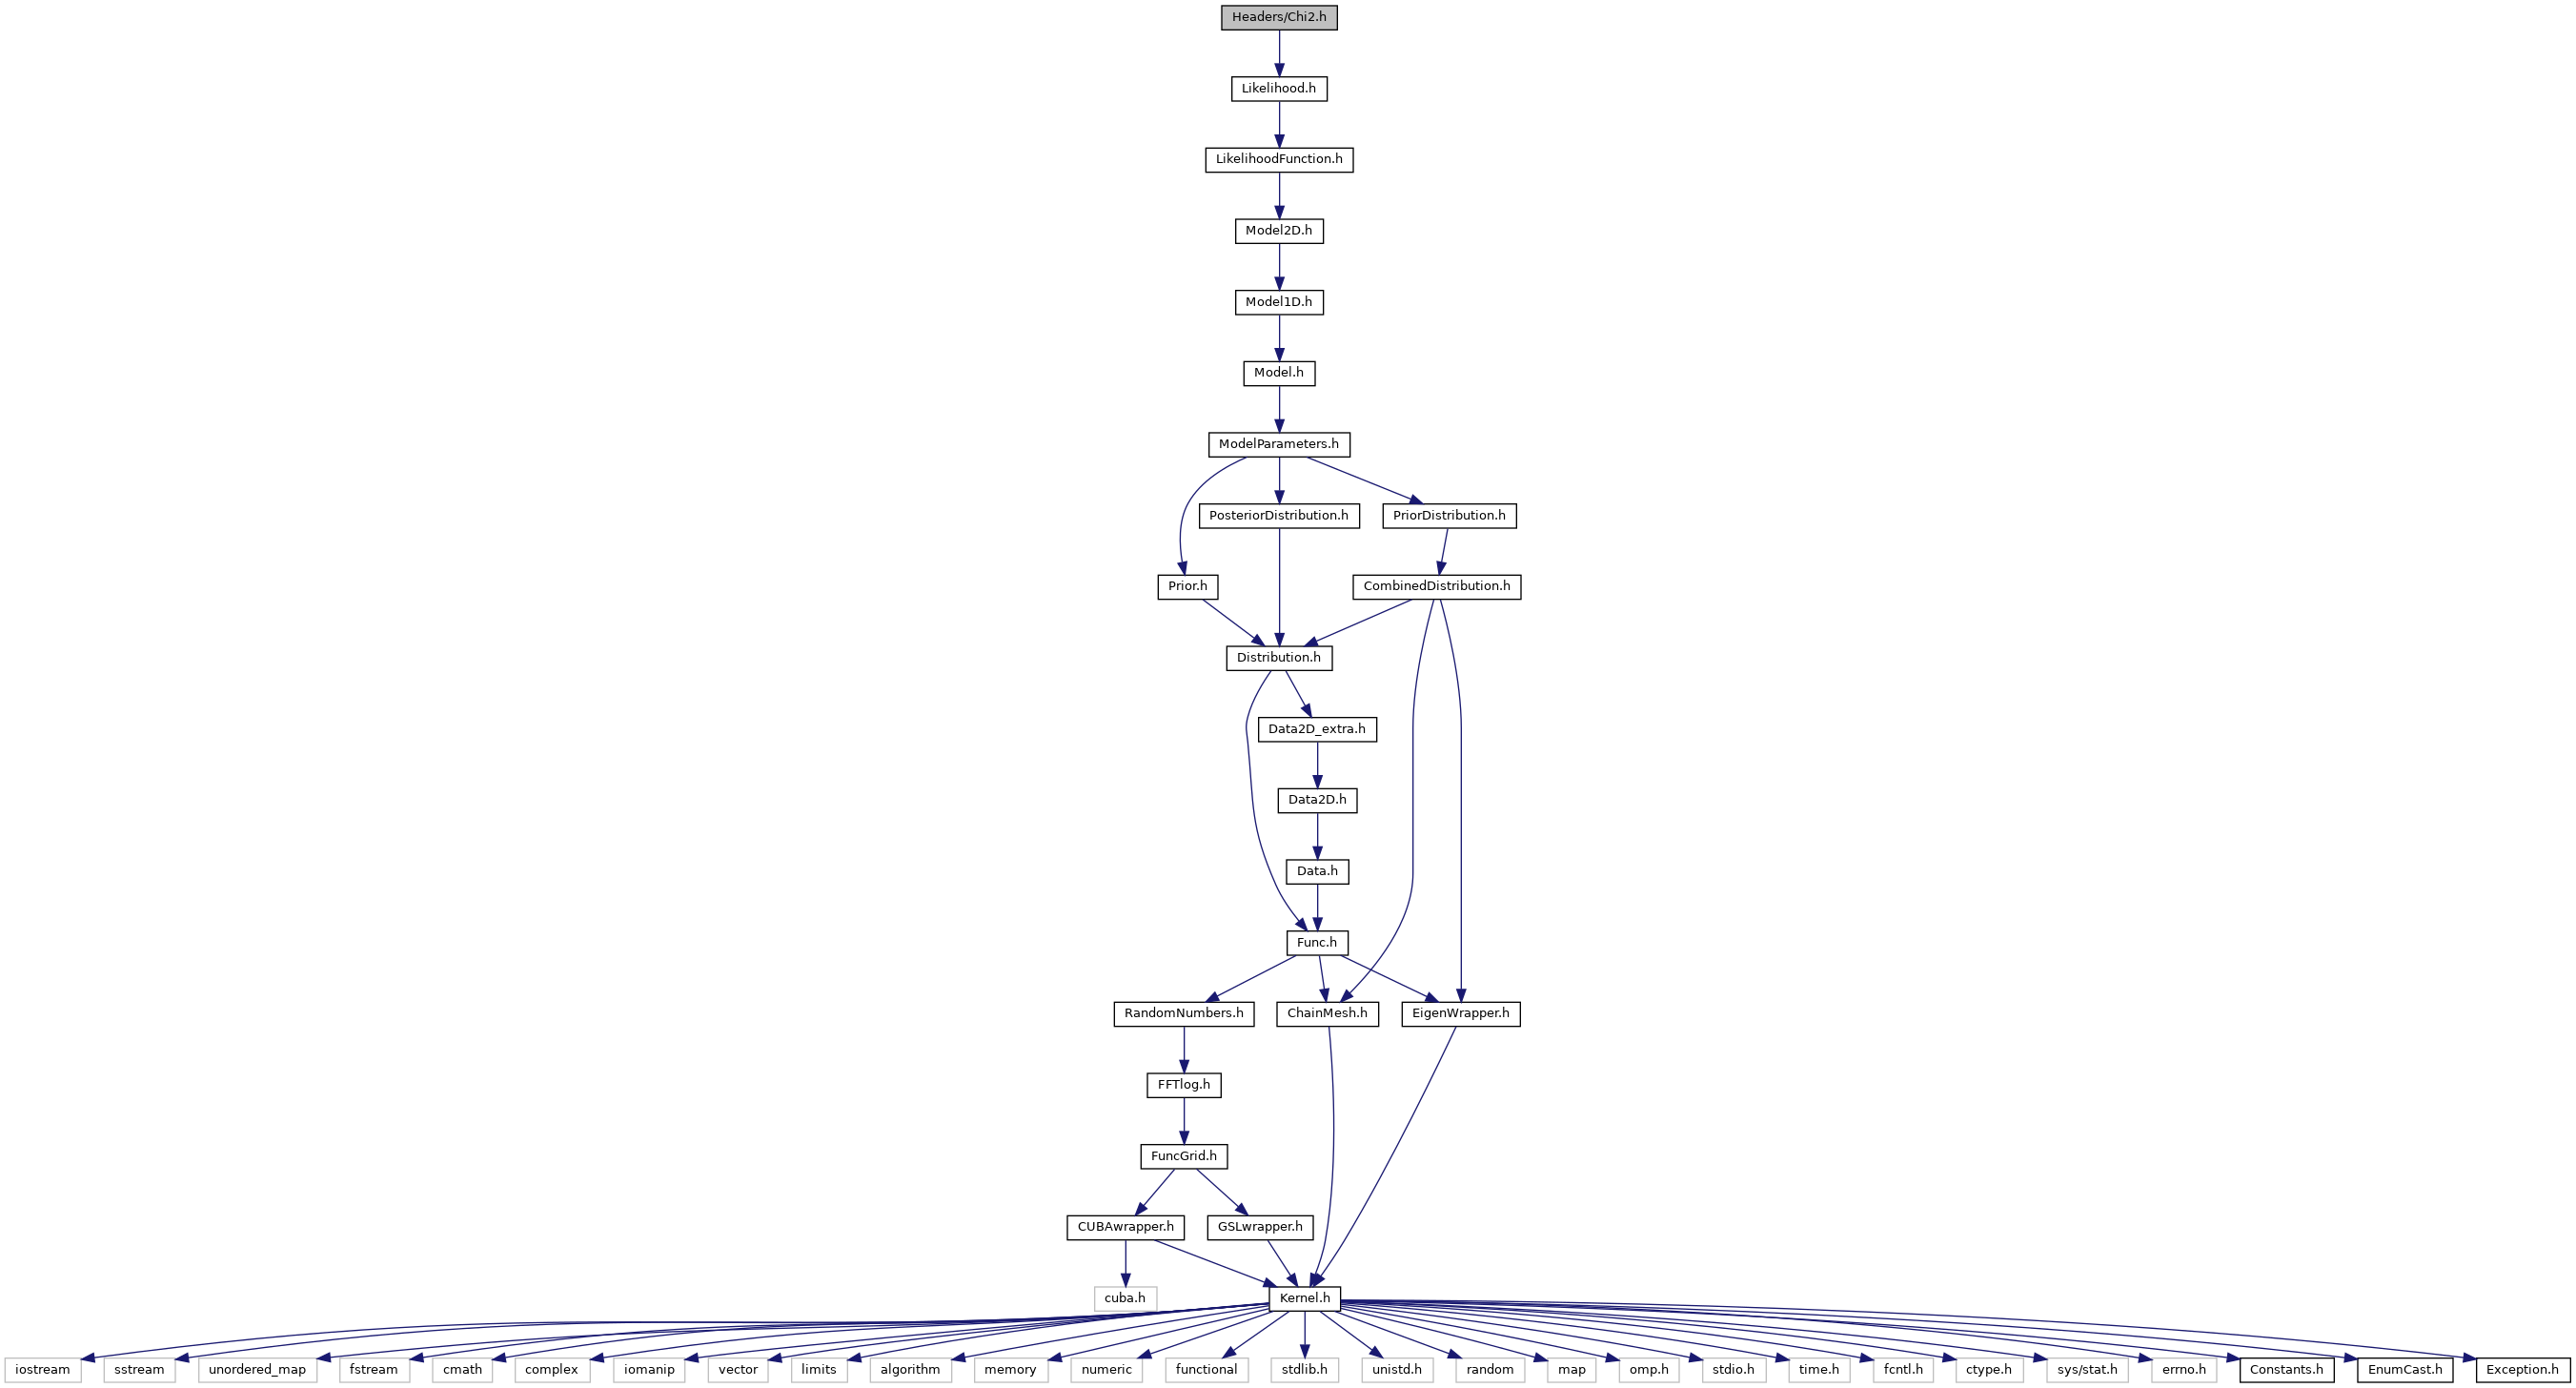 Headers/Chi2.h
Likelihood.h
LikelihoodFunction.h
Model2D.h
Model1D.h
Model.h
ModelParameters.h
PosteriorDistribution.h
PriorDistribution.h
Prior.h
CombinedDistribution.h
Distribution.h
Data2D_extra.h
Data2D.h
Data.h
Func.h
RandomNumbers.h
ChainMesh.h
EigenWrapper.h
FFTlog.h
FuncGrid.h
CUBAwrapper.h
GSLwrapper.h
cuba.h
Kernel.h
iostream
sstream
unordered_map
fstream
cmath
complex
iomanip
vector
limits
algorithm
memory
numeric
functional
stdlib.h
unistd.h
random
map
omp.h
stdio.h
time.h
fcntl.h
ctype.h
sys/stat.h
errno.h
Constants.h
EnumCast.h
Exception.h